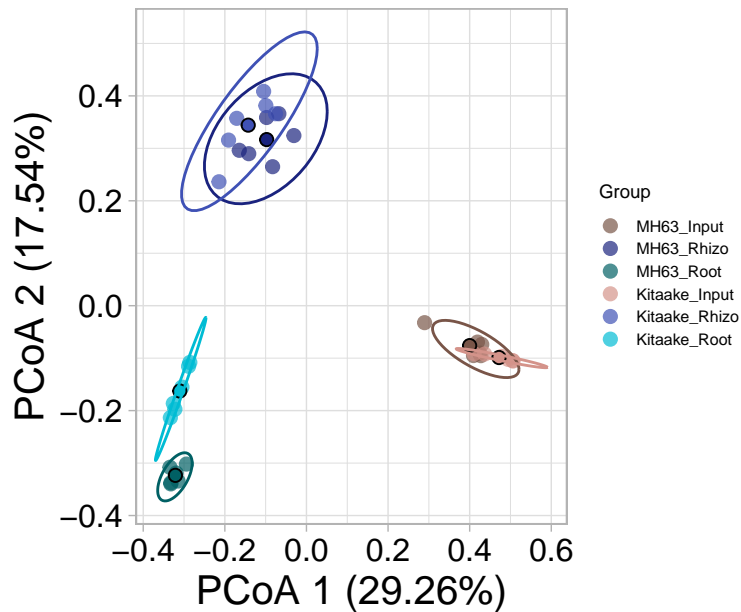 PCoA 2 (17.54%)
0.4
0.2
0.0
−0.2
−0.4
−0.4 −0.2 0.0 0.2 0.4 0.6
PCoA 1 (29.26%)
Group
MH63_Input
MH63_Rhizo
MH63_Root
Kitaake_Input
Kitaake_Rhizo
Kitaake_Root